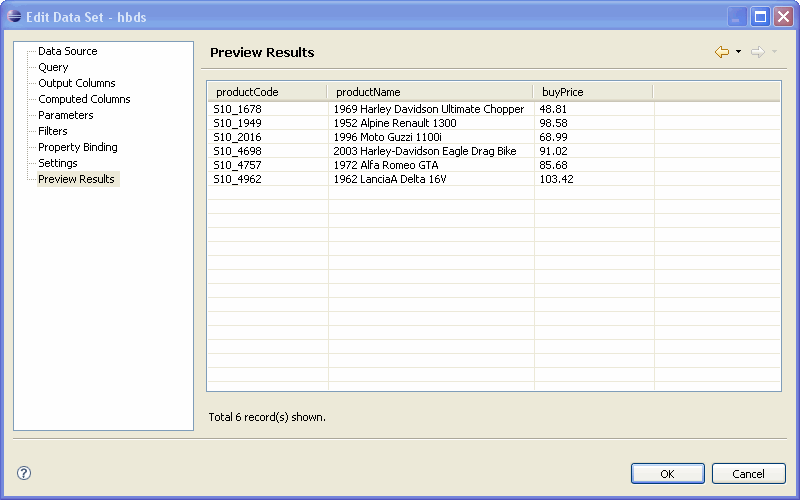 Edit Data Set - hbds
Data Source
Query
Output Columns
Computed Columns
Parameters
Filters
Property Binding
Settings
Preview Results
Preview Results
productCode productName buyPrice
S10_1678 1969 Harley Davidson Ultimate Chopper 48.81
S10_1949 1952 Alpine Renault 1300 98.58
S10_2016 1996 Moto Guzzi 1100i 68.99
S10_4698 2003 Harley-Davidson Eagle Drag Bike 91.02
S10_4757 1972 Alfa Romeo GTA 85.68
S10_4962 1962 LanciaA Delta 16V 103.42
Total 6 record(s) shown.
?
OK Cancel